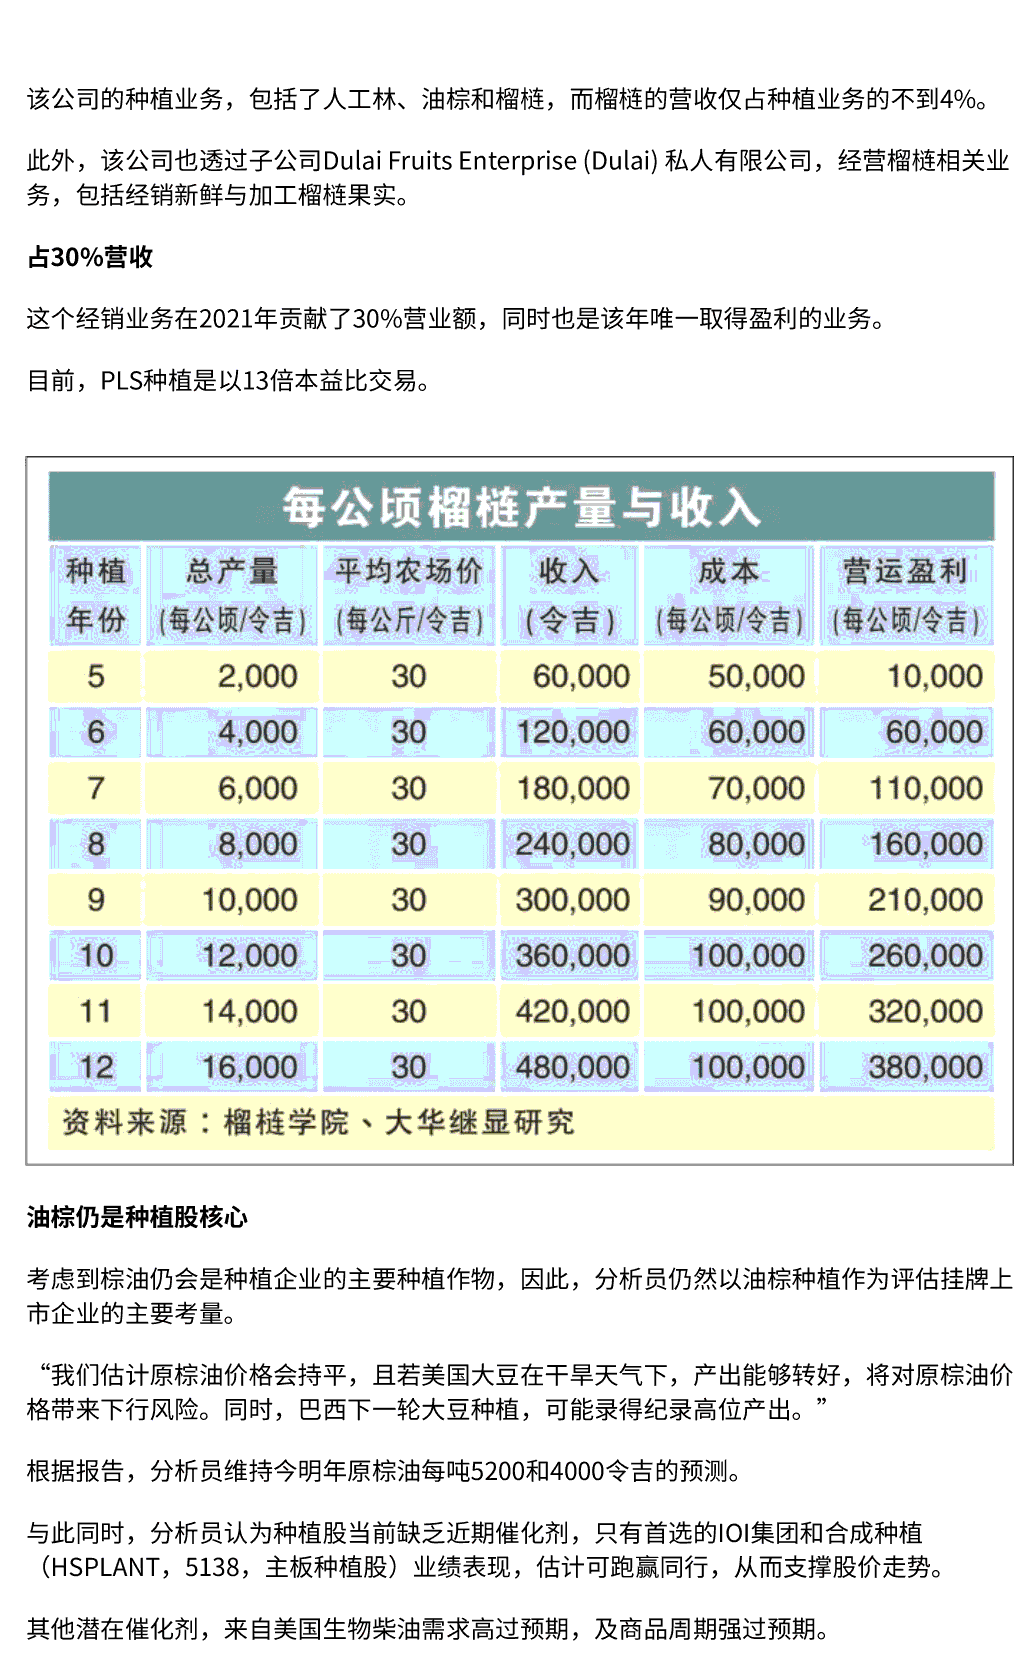 该公司的种植业务，包括了人工林、油棕和榴梿，而榴梿的营收仅占种植业务的不到4%。
此外，该公司也透过子公司Dulai Fruits Enterprise (Dulai) 私人有限公司，经营榴梿相关业
务，包括经销新鲜与加工榴梿果实。
占30%营收
这个经销业务在2021年贡献了30%营业额，同时也是该年唯一取得盈利的业务。
目前，PLS种植是以13倍本益比交易。
每公顷榴梿产量与收入
种植年份 总产量（每公顷/令吉） 平均农场价（每公斤/令吉） 收入（令吉） 成本（每公顷/令吉） 营运盈利（每公顷/令吉）
5 2,000 30 60,000 50,000 10,000
6 4,000 30 120,000 60,000 60,000
7 6,000 30 180,000 70,000 110,000
8 8,000 30 240,000 80,000 160,000
9 10,000 30 300,000 90,000 210,000
10 12,000 30 360,000 100,000 260,000
11 14,000 30 420,000 100,000 320,000
12 16,000 30 480,000 100,000 380,000
资料来源：榴梿学院、大华继显研究
油棕仍是种植股核心
考虑到棕油仍会是种植企业的主要种植作物，因此，分析员仍然以油棕种植作为评估挂牌上
市企业的主要考量。
“我们估计原棕油价格会持平，且若美国大豆在干旱天气下，产出能够转好，将对原棕油价
格带来下行风险。同时，巴西下一轮大豆种植，可能录得纪录高位产出。”
根据报告，分析员维持今明年原棕油每吨5200和4000令吉的预测。
与此同时，分析员认为种植股当前缺乏近期催化剂，只有首选的IOI集团和合成种植
（HSPLANT，5138，主板种植股）业绩表现，估计可跑赢同行，从而支撑股价走势。
其他潜在催化剂，来自美国生物柴油需求高过预期，及商品周期强过预期。